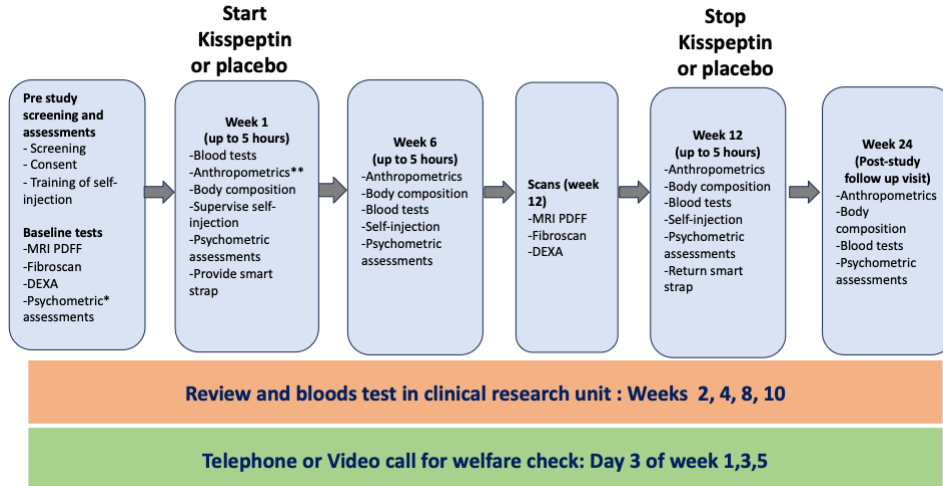 Start
Kisspeptin
or placebo
Stop
Kisspeptin
or placebo
Pre study
screening and
assessments
- Screening
- Consent
- Training of self-
injection
Baseline tests
-MRI PDFF
-Fibroscan
-DEXA
-Psychometric*
assessments
Week 1
(up to 5 hours)
-Blood tests
-Anthropometrics**
-Body composition
-Supervise self-
injection
-Psychometric
assessments
-Provide smart
strap
Week 6
(up to 5 hours)
-Anthropometrics
-Body composition
-Blood tests
-Self-injection
-Psychometric
assessments
Scans (week
12)
-MRI PDFF
-Fibroscan
-DEXA
Week 12
(up to 5 hours)
-Anthropometrics
-Body composition
-Blood tests
-Self-injection
-Psychometric
assessments
-Return smart
strap
Week 24
(Post-study
follow up visit)
-Anthropometrics
-Body
composition
-Blood tests
-Psychometric
assessments
Review and bloods test in clinical research unit : Weeks 2, 4, 8, 10
Telephone or Video call for welfare check: Day 3 of week 1,3,5